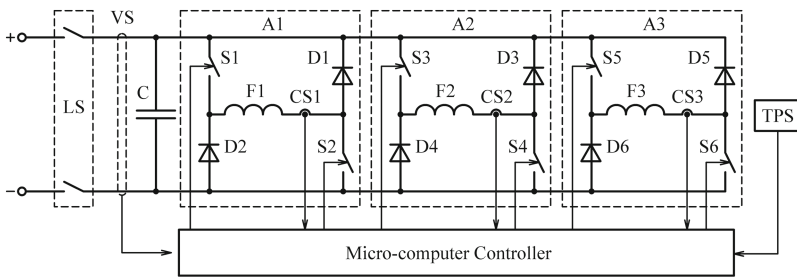 VS
A1
A2
A3
+
S1
D1
S3
D3
S5
D5
LS
C
F1
CS1
F2
CS2
F3
CS3
TPS
D2
S2
D4
S4
D6
S6
−
Micro-computer Controller